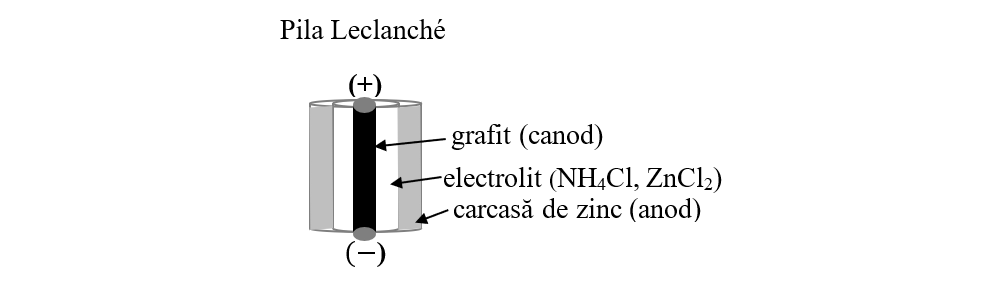 Pila Leclanché
(+)
grafit (canod)
electrolit (NH₄Cl, ZnCl₂)
carcasă de zinc (anod)
(−)